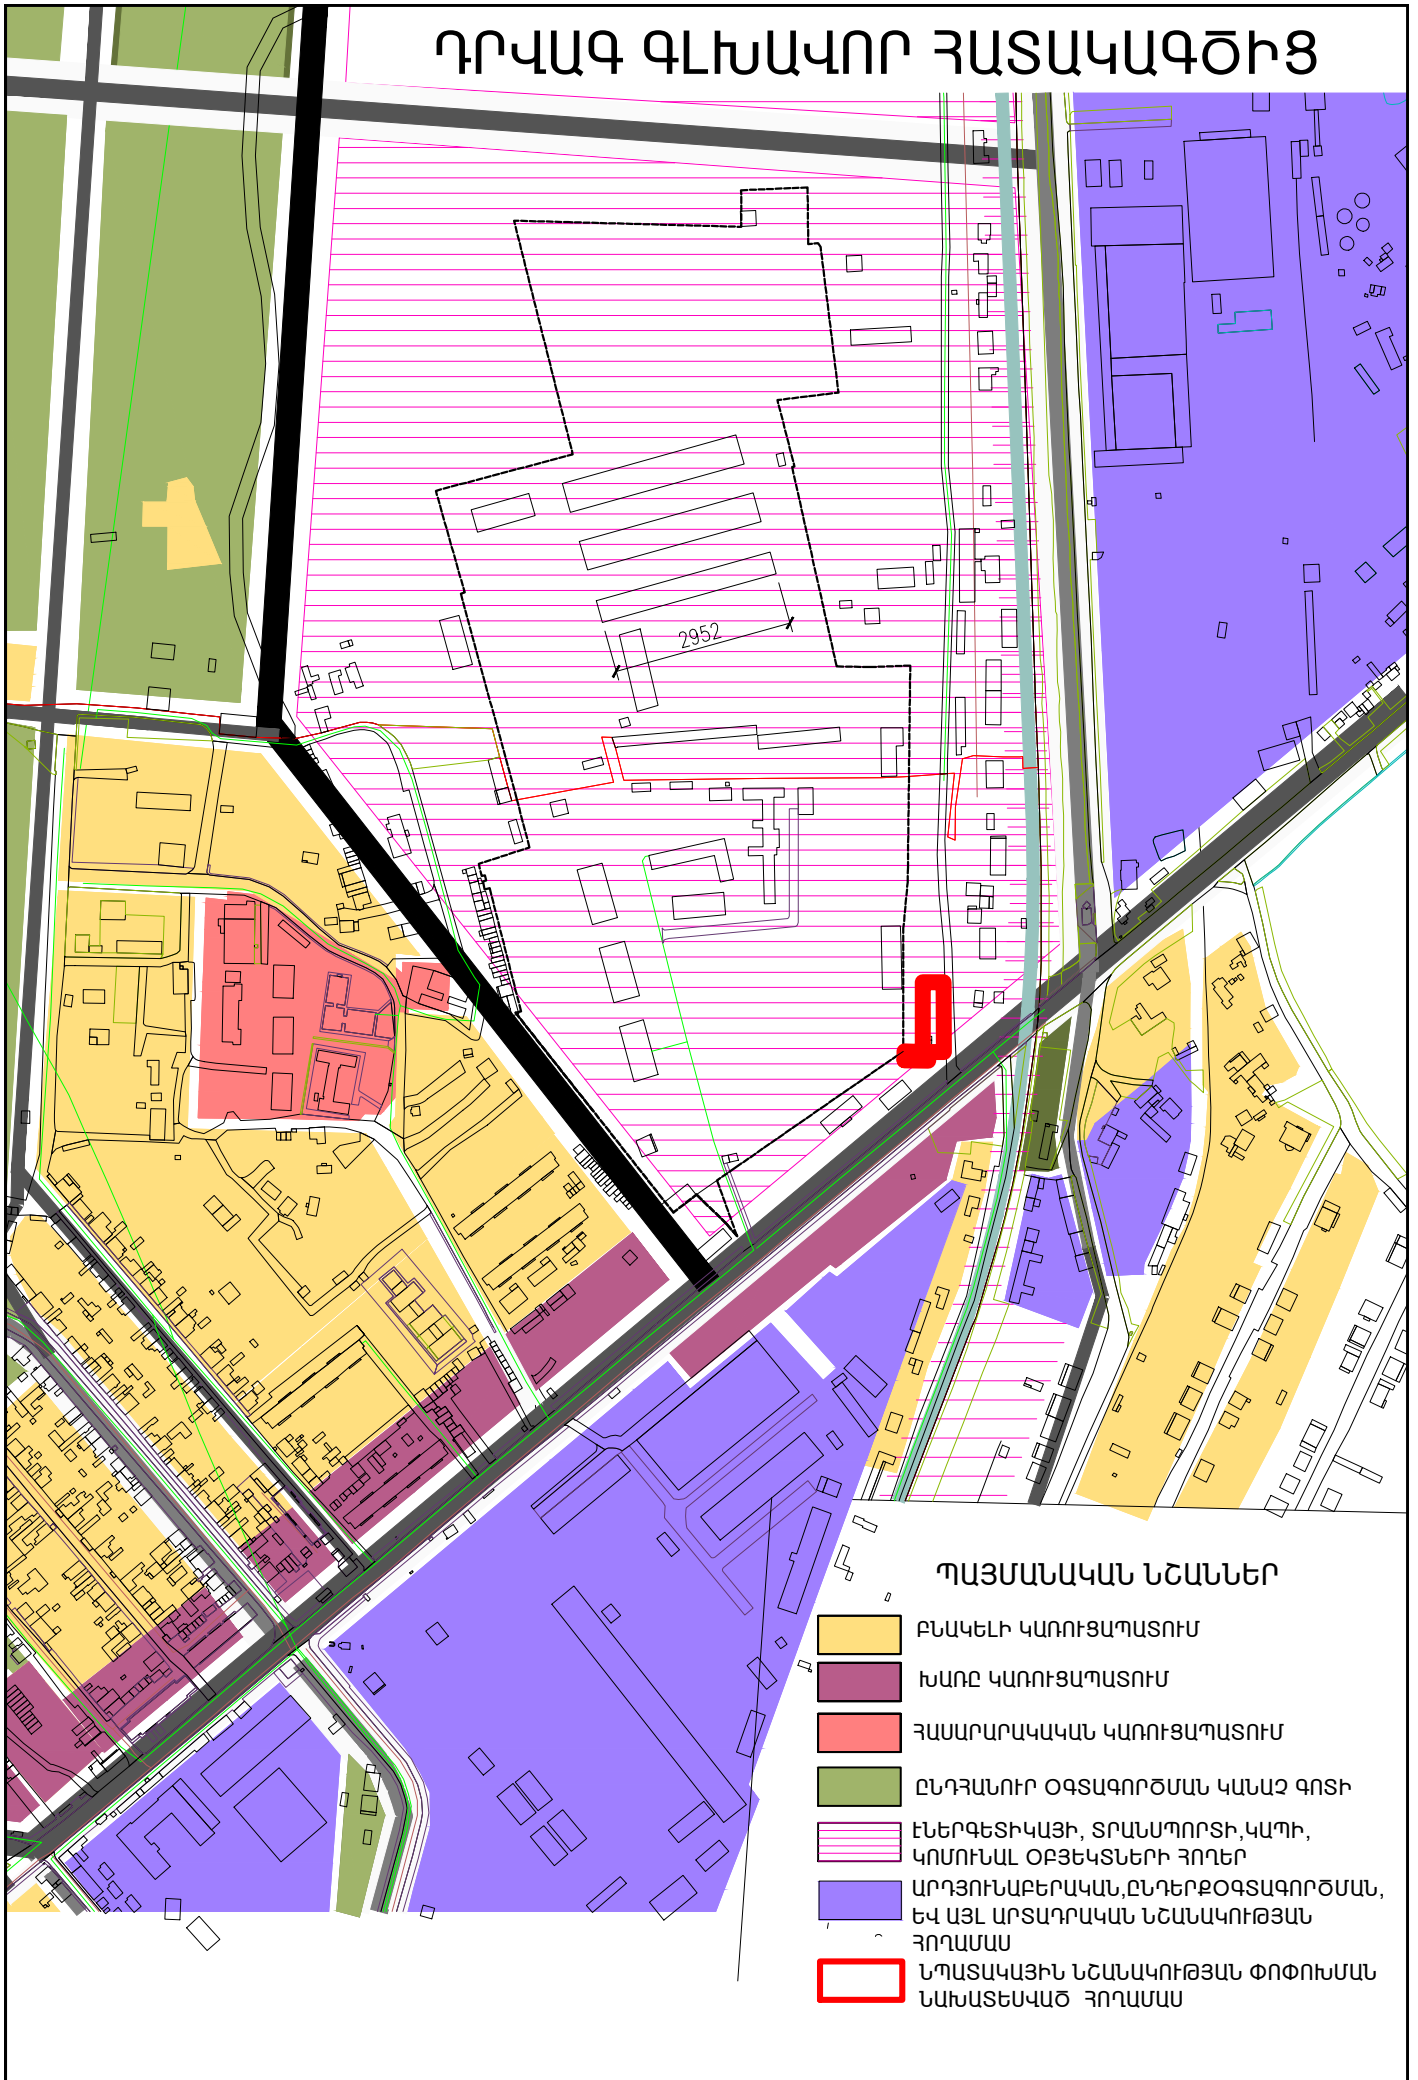 ԴՐՎԱԳ ԳԼԽԱՎՈՐ ՀԱՏԱԿԱԳԾԻՑ
2952
ՊԱՅՄԱՆԱԿԱՆ ՆՇԱՆՆԵՐ
ԲՆԱԿԵԼԻ ԿԱՌՈՒՑԱՊԱՏՈՒՄ
ԽԱՌԸ ԿԱՌՈՒՑԱՊԱՏՈՒՄ
ՀԱՍԱՐԱՐԱԿԱԿԱՆ ԿԱՌՈՒՑԱՊԱՏՈՒՄ
ԸՆԴՀԱՆՈՒՐ ՕԳՏԱԳՈՐԾՄԱՆ ԿԱՆԱՉ ԳՈՏԻ
ԷՆԵՐԳԵՏԻԿԱՅԻ, ՏՐԱՆՍՊՈՐՏԻ,ԿԱՊԻ,
ԿՈՄՈՒՆԱԼ ՕԲՅԵԿՏՆԵՐԻ ՀՈՂԵՐ
ԱՐԴՅՈՒՆԱԲԵՐԱԿԱՆ,ԸՆԴԵՐՔՕԳՏԱԳՈՐԾՄԱՆ,
ԵՎ ԱՅԼ ԱՐՏԱԴՐԱԿԱՆ ՆՇԱՆԱԿՈՒԹՅԱՆ
ՀՈՂԱՄԱՍ
ՆՊԱՏԱԿԱՅԻՆ ՆՇԱՆԱԿՈՒԹՅԱՆ ՓՈՓՈԽՄԱՆ
ՆԱԽԱՏԵՍՎԱԾ ՀՈՂԱՄԱՍ